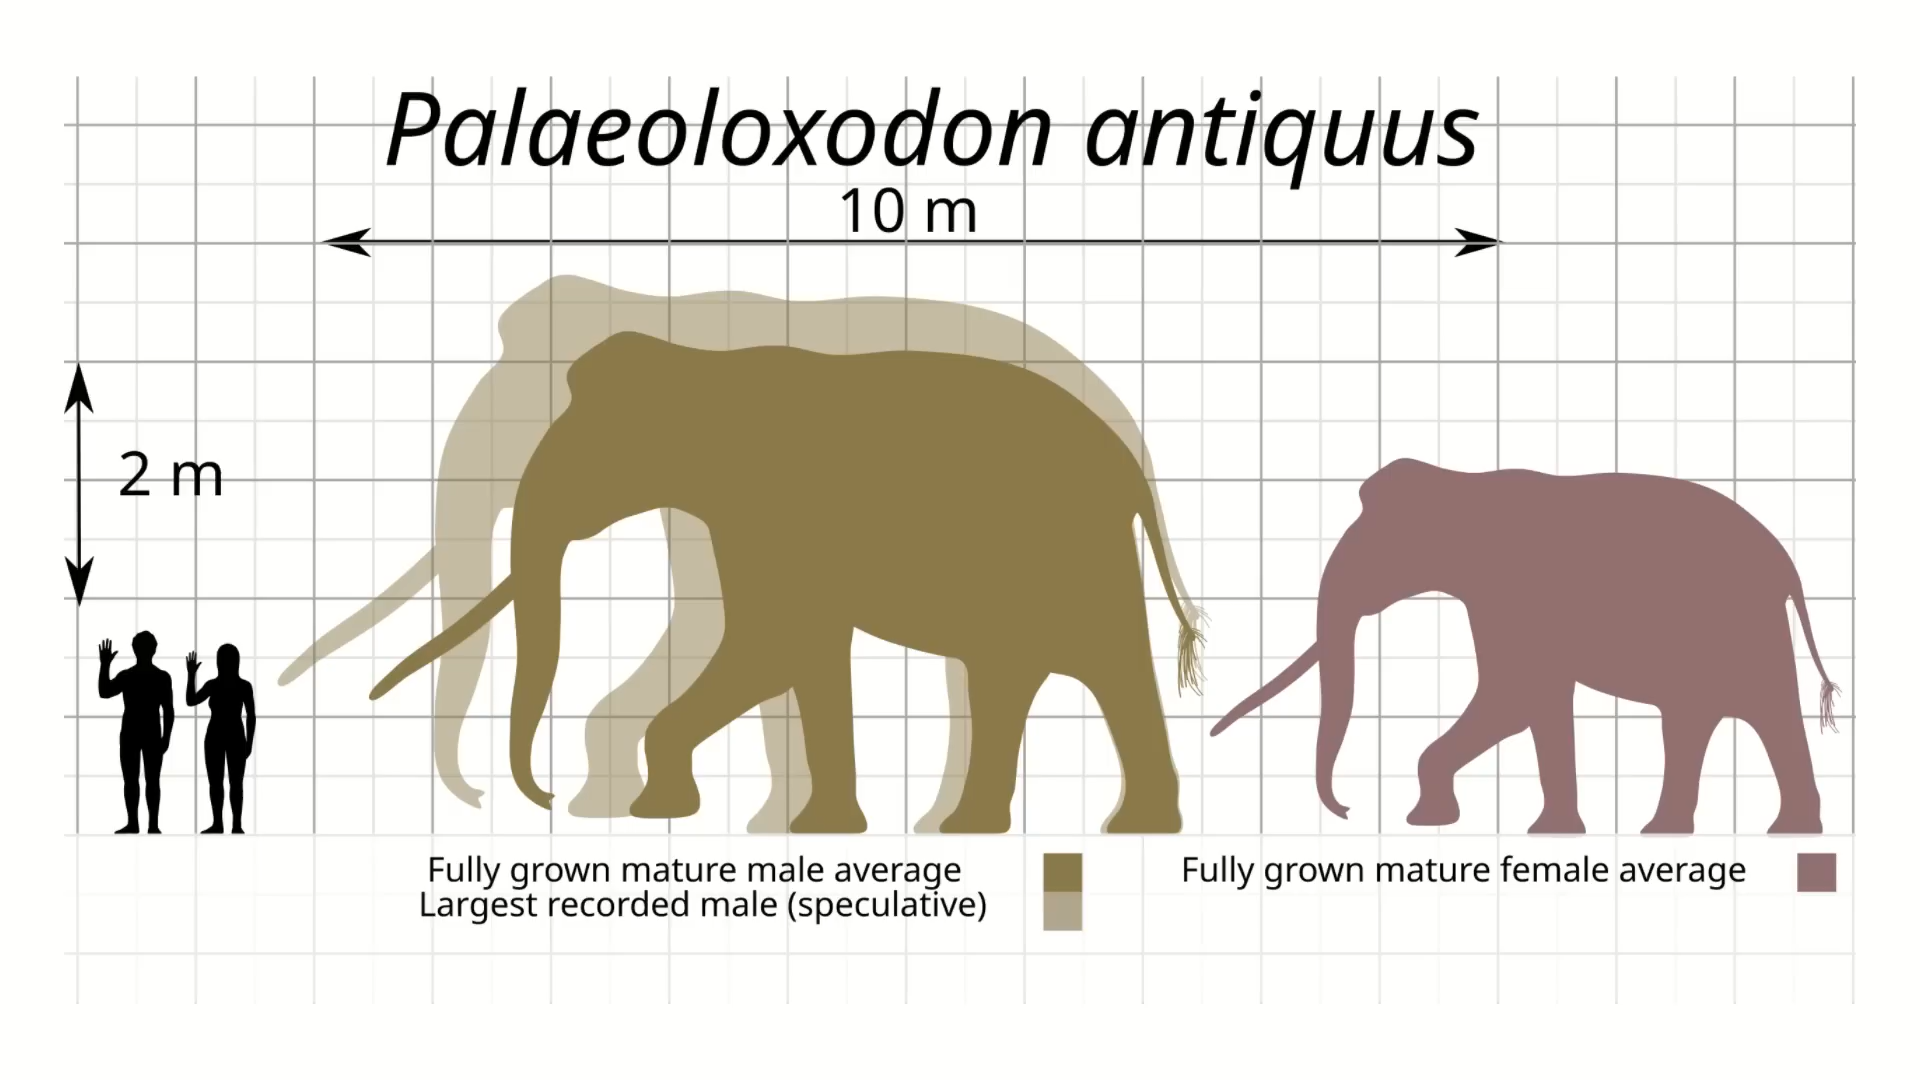 Palaeoloxodon antiquus
10 m
2 m
Fully grown mature male average
Largest recorded male (speculative)
Fully grown mature female average